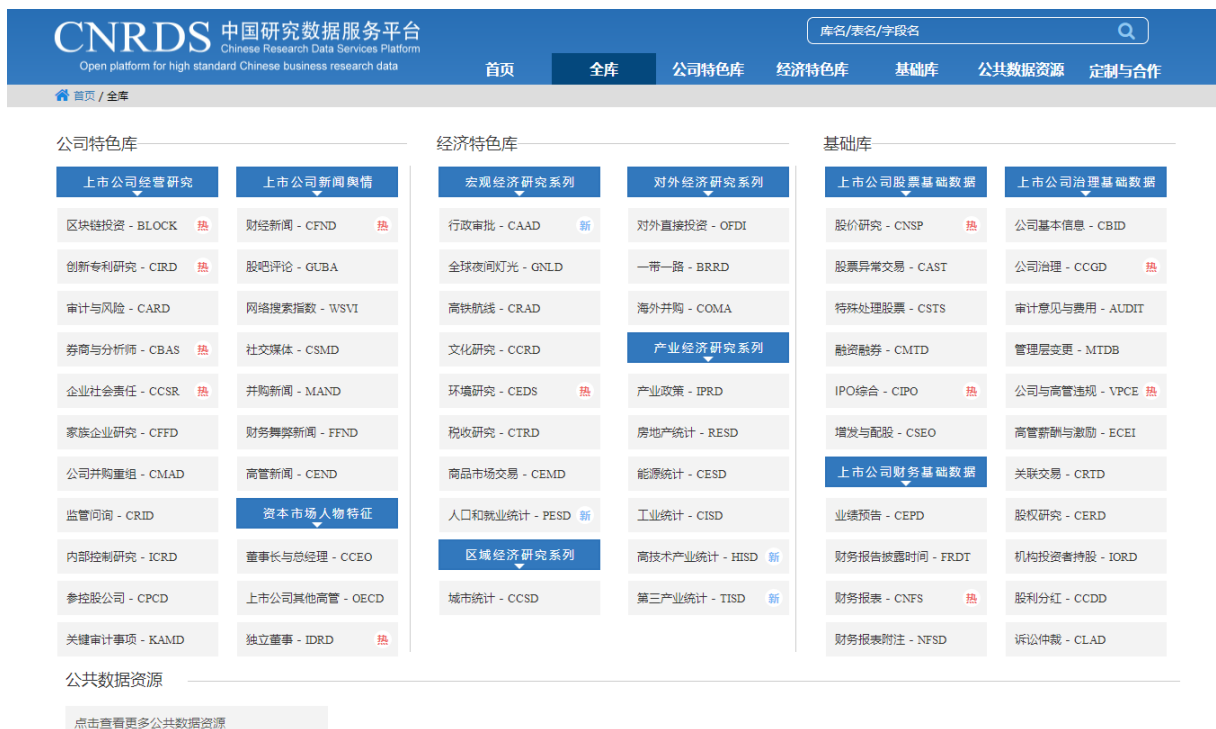 CNRDS 中国研究数据服务平台
Chinese Research Data Services Platform
Open platform for high standard Chinese business research data
库名/表名/字段名
首页 全库 公司特色库 经济特色库 基础库 公共数据资源 定制与合作
首页 / 全库
公司特色库
上市公司经营研究
区块链投资 - BLOCK 热
创新专利研究 - CIRD 热
审计与风险 - CARD
券商与分析师 - CBAS 热
企业社会责任 - CCSR 热
家族企业研究 - CFFD
公司并购重组 - CMAD
监管问询 - CRID
内部控制研究 - ICRD
参控股公司 - CPCD
关键审计事项 - KAMD
上市公司新闻舆情
财经新闻 - CFND 热
股吧评论 - GUBA
网络搜索指数 - WSVI
社交媒体 - CSMD
并购新闻 - MAND
财务舞弊新闻 - FFND
高管新闻 - CEND
资本市场人物特征
董事长与总经理 - CCEO
上市公司其他高管 - OECD
独立董事 - IDRD 热
经济特色库
宏观经济研究系列
行政审批 - CAAD 新
全球夜间灯光 - GNLD
高铁航线 - CRAD
文化研究 - CCRD
环境研究 - CEDS 热
税收研究 - CTRD
商品市场交易 - CEMD
人口和就业统计 - PESD 新
区域经济研究系列
城市统计 - CCSD
对外经济研究系列
对外直接投资 - OFDI
一带一路 - BRRD
海外并购 - COMA
产业经济研究系列
产业政策 - IPRD
房地产统计 - RESD
能源统计 - CESD
工业统计 - CISD
高技术产业统计 - HISD 新
第三产业统计 - TISD 新
基础库
上市公司股票基础数据
股价研究 - CNSP 热
股票异常交易 - CAST
特殊处理股票 - CSTS
融资融券 - CMTD
IPO综合 - CIPO 热
增发与配股 - CSEO
上市公司财务基础数据
业绩预告 - CEPD
财务报告披露时间 - FRDT
财务报表 - CNFS 热
财务报表附注 - NFSD
上市公司治理基础数据
公司基本信息 - CBID
公司治理 - CCGD 热
审计意见与费用 - AUDIT
管理层变更 - MTDB
公司与高管违规 - VPCE 热
高管薪酬与激励 - ECEI
关联交易 - CRTD
股权研究 - CERD
机构投资者持股 - IORD
股利分红 - CCDD
诉讼仲裁 - CLAD
公共数据资源
点击查看更多公共数据资源